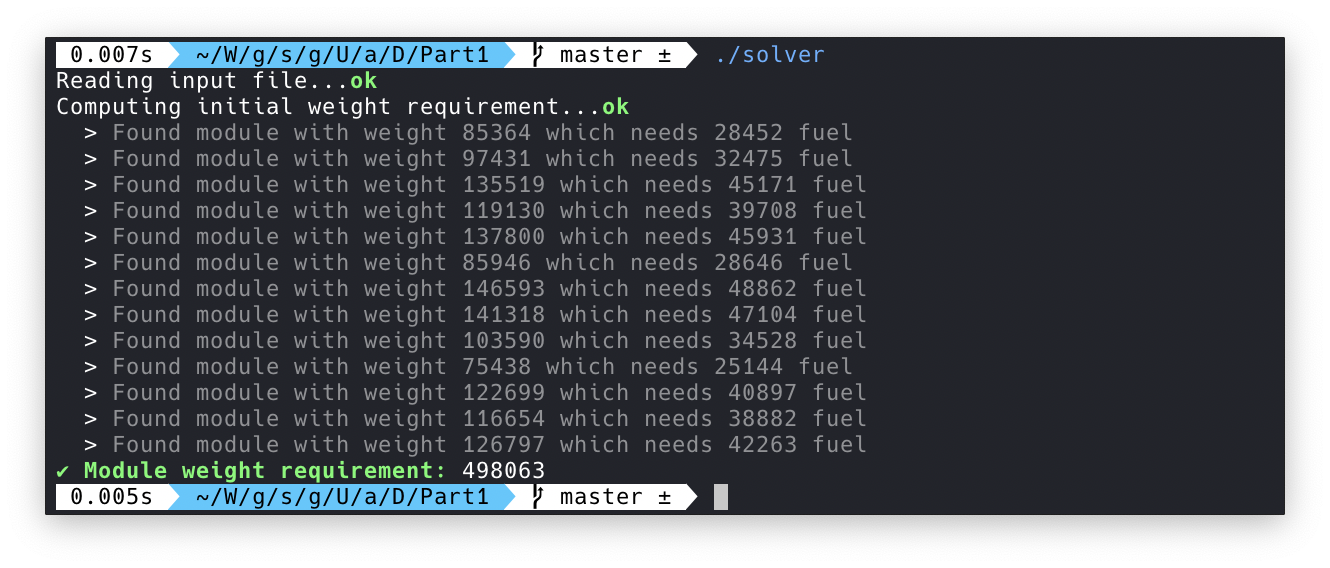 0.007s ~/W/g/s/g/U/a/D/Part1 master ± ./solver
Reading input file...ok
Computing initial weight requirement...ok
> Found module with weight 85364 which needs 28452 fuel
> Found module with weight 97431 which needs 32475 fuel
> Found module with weight 135519 which needs 45171 fuel
> Found module with weight 119130 which needs 39708 fuel
> Found module with weight 137800 which needs 45931 fuel
> Found module with weight 85946 which needs 28646 fuel
> Found module with weight 146593 which needs 48862 fuel
> Found module with weight 141318 which needs 47104 fuel
> Found module with weight 103590 which needs 34528 fuel
> Found module with weight 75438 which needs 25144 fuel
> Found module with weight 122699 which needs 40897 fuel
> Found module with weight 116654 which needs 38882 fuel
> Found module with weight 126797 which needs 42263 fuel
✔ Module weight requirement: 498063
0.005s ~/W/g/s/g/U/a/D/Part1 master ±